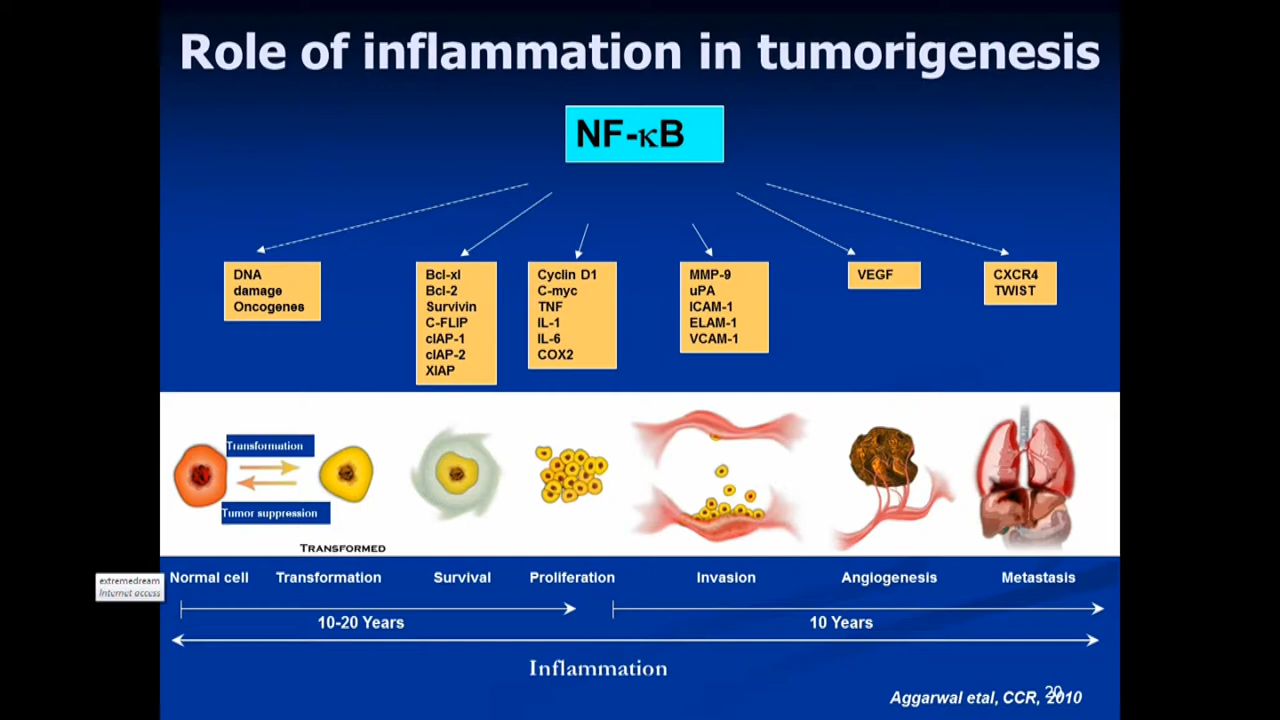 Role of inflammation in tumorigenesis
NF-κB
DNA
damage
Oncogenes
Bcl-xl
Bcl-2
Survivin
C-FLIP
cIAP-1
cIAP-2
XIAP
Cyclin D1
C-myc
TNF
IL-1
IL-6
COX2
MMP-9
uPA
ICAM-1
ELAM-1
VCAM-1
VEGF
CXCR4
TWIST
Transformation
Tumor suppression
TRANSFORMED
extremedream
Internet access
Normal cell
Transformation
Survival
Proliferation
Invasion
Angiogenesis
Metastasis
10-20 Years
10 Years
Inflammation
Aggarwal etal, CCR, 2010
20